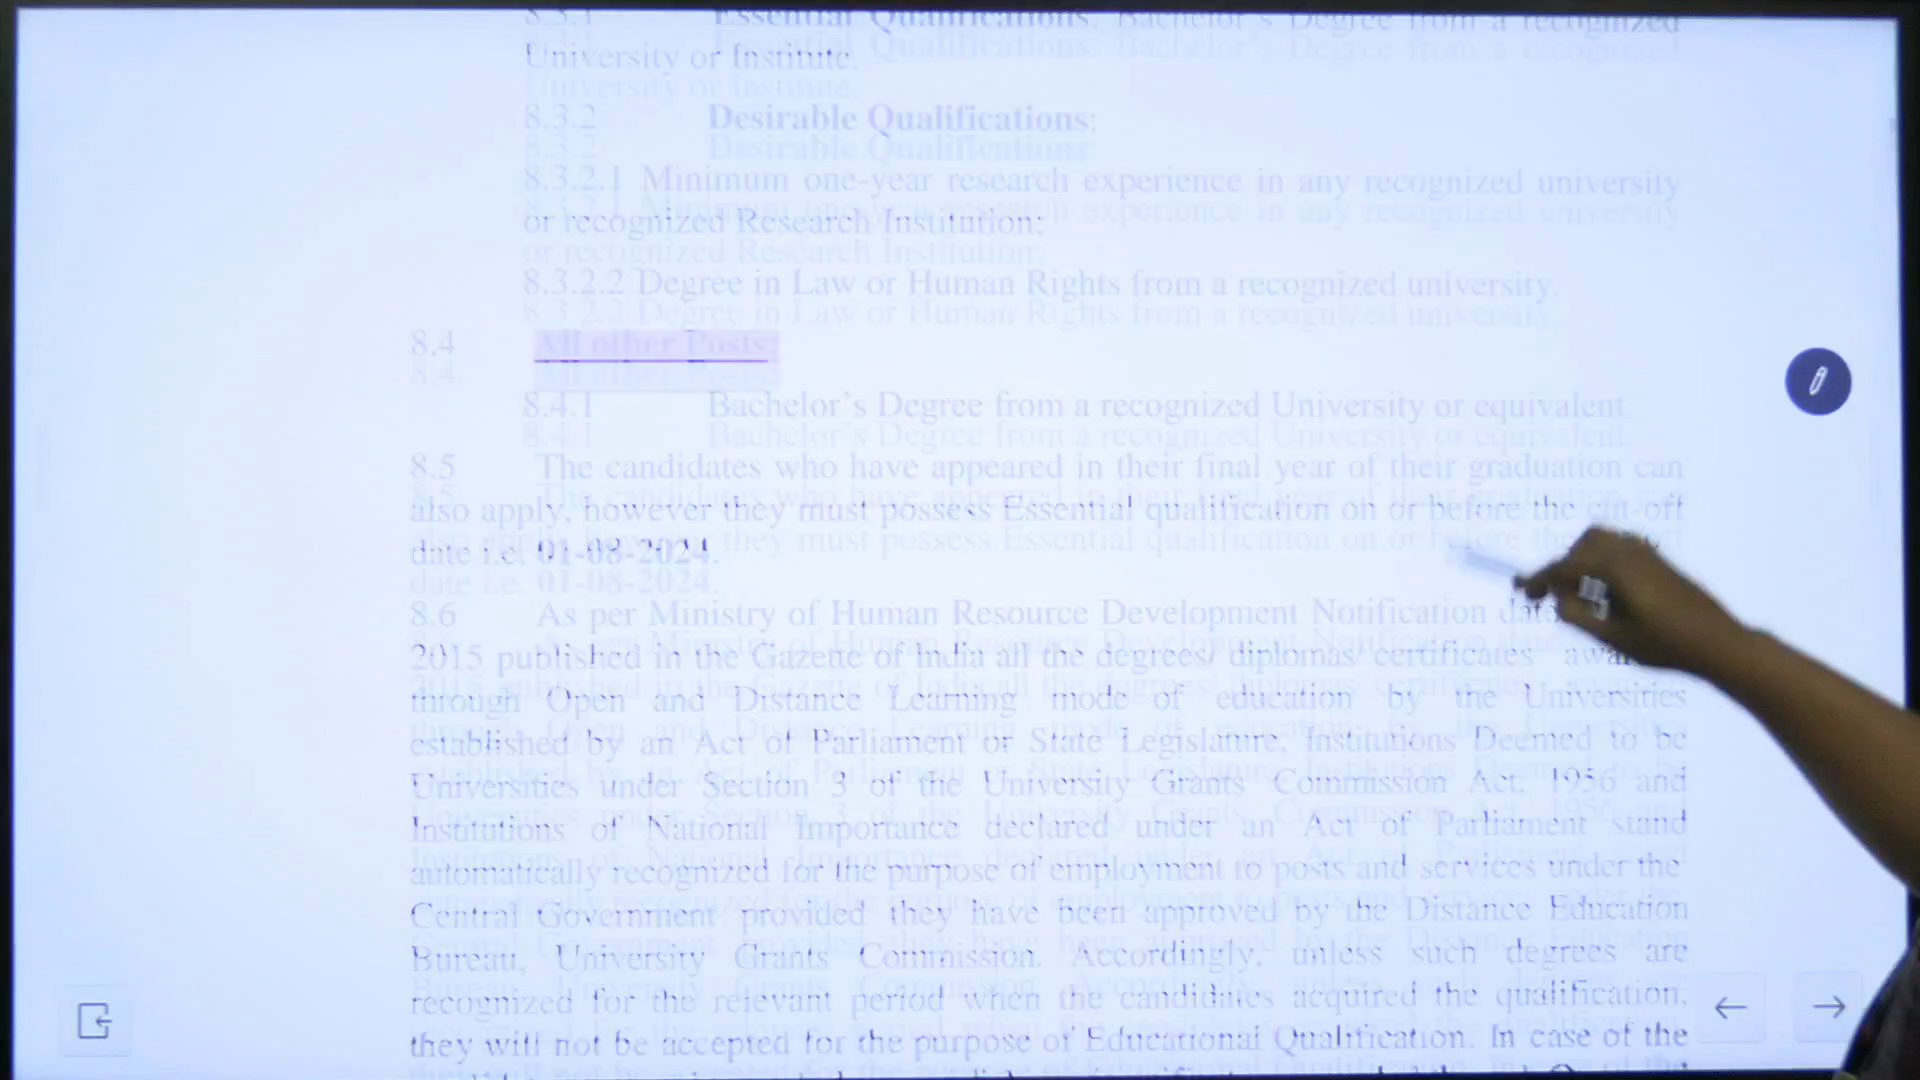 8.3.1 Essential Qualifications: Bachelor's Degree from a recognized
University or Institute.
8.3.2 Desirable Qualifications:
8.3.2.1 Minimum one-year research experience in any recognized university
or recognized Research Institution;
8.3.2.2 Degree in Law or Human Rights from a recognized university.
8.4 All other Posts:
8.4.1 Bachelor's Degree from a recognized University or equivalent.
8.5 The candidates who have appeared in their final year of their graduation can
also apply, however they must possess Essential qualification on or before the cut-off
date i.e. 01-08-2024.
8.6 As per Ministry of Human Resource Development Notification
2015 published in the Gazette of India all the degrees/ diplomas/ certificates
through Open and Distance Learning mode of education by the Universities
established by an Act of Parliament or State Legislature, Institutions Deemed to be
Universities under Section 3 of the University Grants Commission Act, 1956 and
Institutions of National Importance declared under an Act of Parliament stand
automatically recognized for the purpose of employment to posts and services under the
Central Government provided they have been approved by the Distance Education
Bureau, University Grants Commission. Accordingly, unless such degrees are
recognized for the relevant period when the candidates acquired the qualification,
they will not be accepted for the purpose of Educational Qualification. In case of the